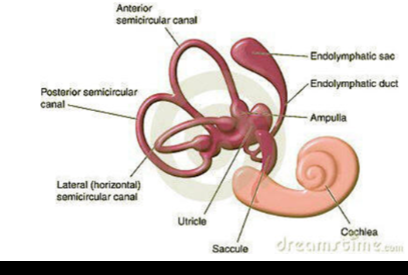 Anterior
semicircular canal
Endolymphatic sac
Endolymphatic duct
Posterior semicircular
canal
Ampulla
Lateral (horizontal)
semicircular canal
Utricle
Saccule
Cochlea
dreamstime.com